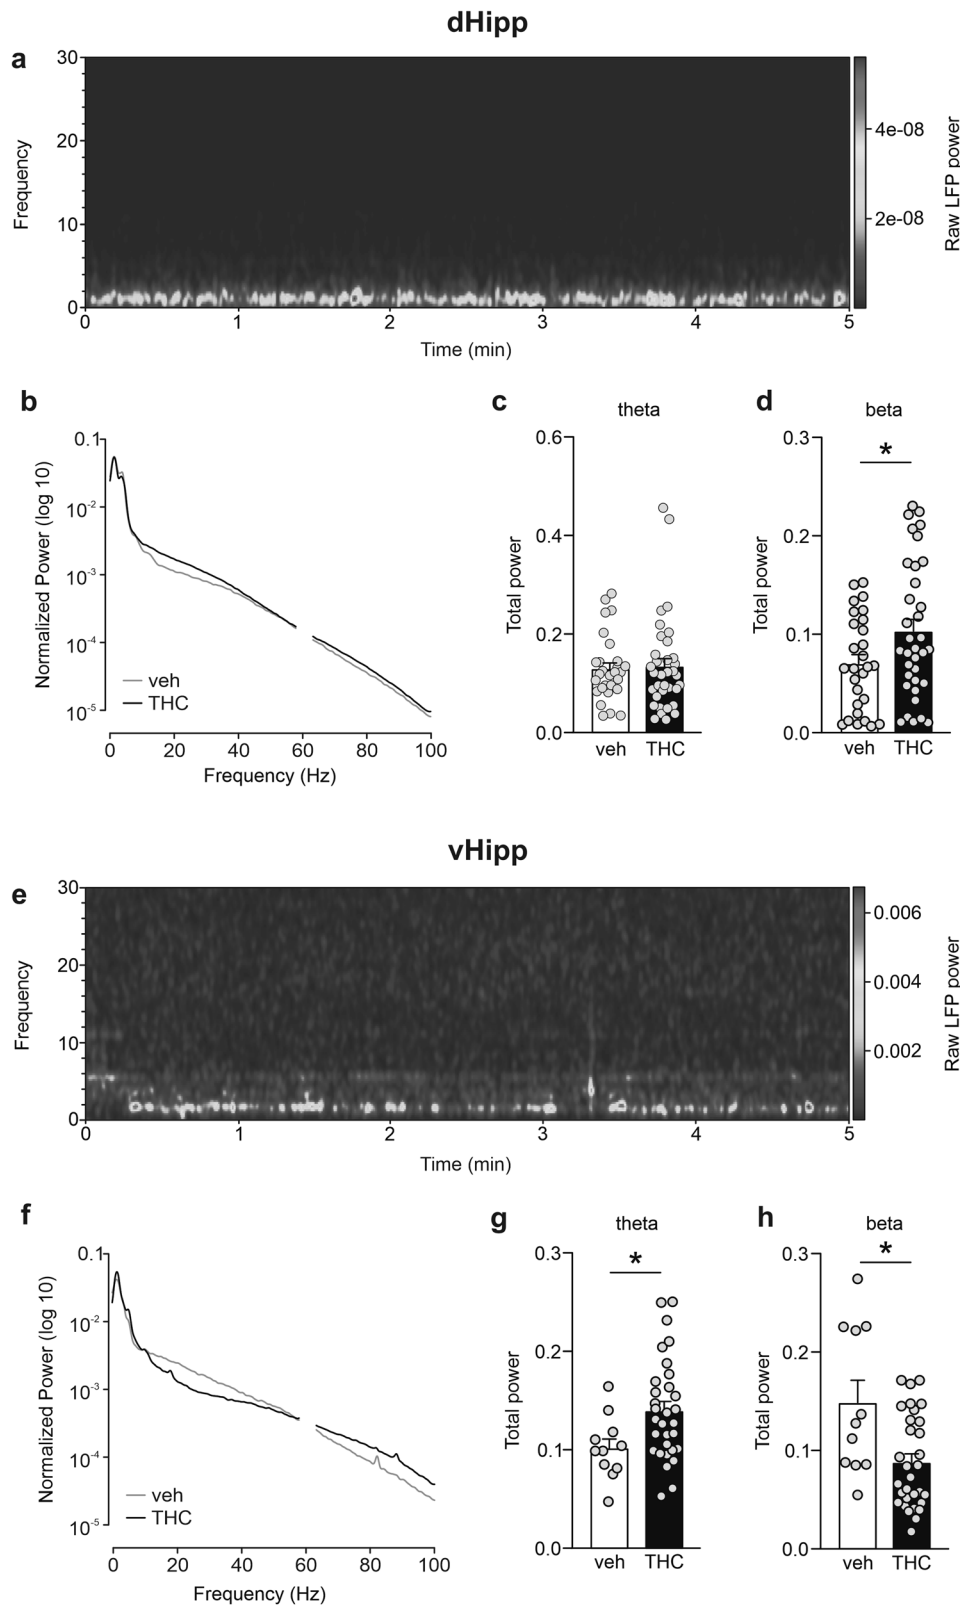 dHipp
a
30
20
10
0
Frequency
0 1 2 3 4 5
Time (min)
4e-08
2e-08
Raw LFP power
b
0.1
10-2
10-3
10-4
10-5
Normalized Power (log 10)
veh
THC
0 20 40 60 80 100
Frequency (Hz)
c
theta
0.6
0.4
0.2
0.0
Total power
veh THC
d
beta
*
0.3
0.2
0.1
0.0
Total power
veh THC
vHipp
e
30
20
10
0
Frequency
0 1 2 3 4 5
Time (min)
0.006
0.004
0.002
Raw LFP power
f
0.1
10-2
10-3
10-4
10-5
Normalized Power (log 10)
veh
THC
0 20 40 60 80 100
Frequency (Hz)
g
theta
*
0.3
0.2
0.1
0.0
Total power
veh THC
h
beta
*
0.3
0.2
0.1
0.0
Total power
veh THC